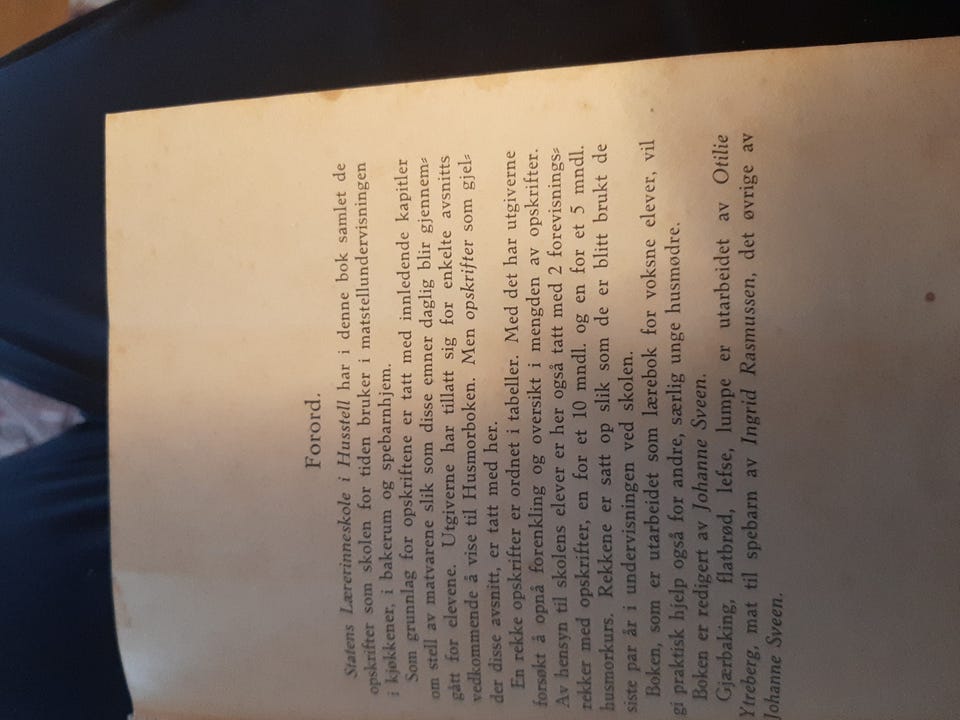 Forord.
Statens Lærerinneskole i Husstell har i denne bok samlet de
opskrifter som skolen for tiden bruker i matstellundervisningen
i kjøkkener, i bakerum og spebarnhjem.
Som grunnlag for opskriftene er tatt med innledende kapitler
om stell av matvarene slik som disse emner daglig blir gjennem-
gått for elevene. Utgiverne har tillatt sig for enkelte avsnitts
vedkommende å vise til Husmorboken. Men opskrifter som gjel-
der disse avsnitt, er tatt med her.
En rekke opskrifter er ordnet i tabeller. Med det har utgiverne
forsøkt å opnå forenkling og oversikt i mengden av opskrifter.
Av hensyn til skolens elever er her også tatt med 2 forevisnings-
rekker med opskrifter, en for et 10 mndl. og en for et 5 mndl.
husmorkurs. Rekkene er satt op slik som de er blitt brukt de
siste par år i undervisningen ved skolen.
Boken, som er utarbeidet som lærebok for voksne elever, vil
gi praktisk hjelp også for andre, særlig unge husmødre.
Boken er redigert av Johanne Sveen.
Gjærbaking, flatbrød, lefse, lumpe er utarbeidet av Otilie
Ytreberg, mat til spebarn av Ingrid Rasmussen, det øvrige av
Johanne Sveen.